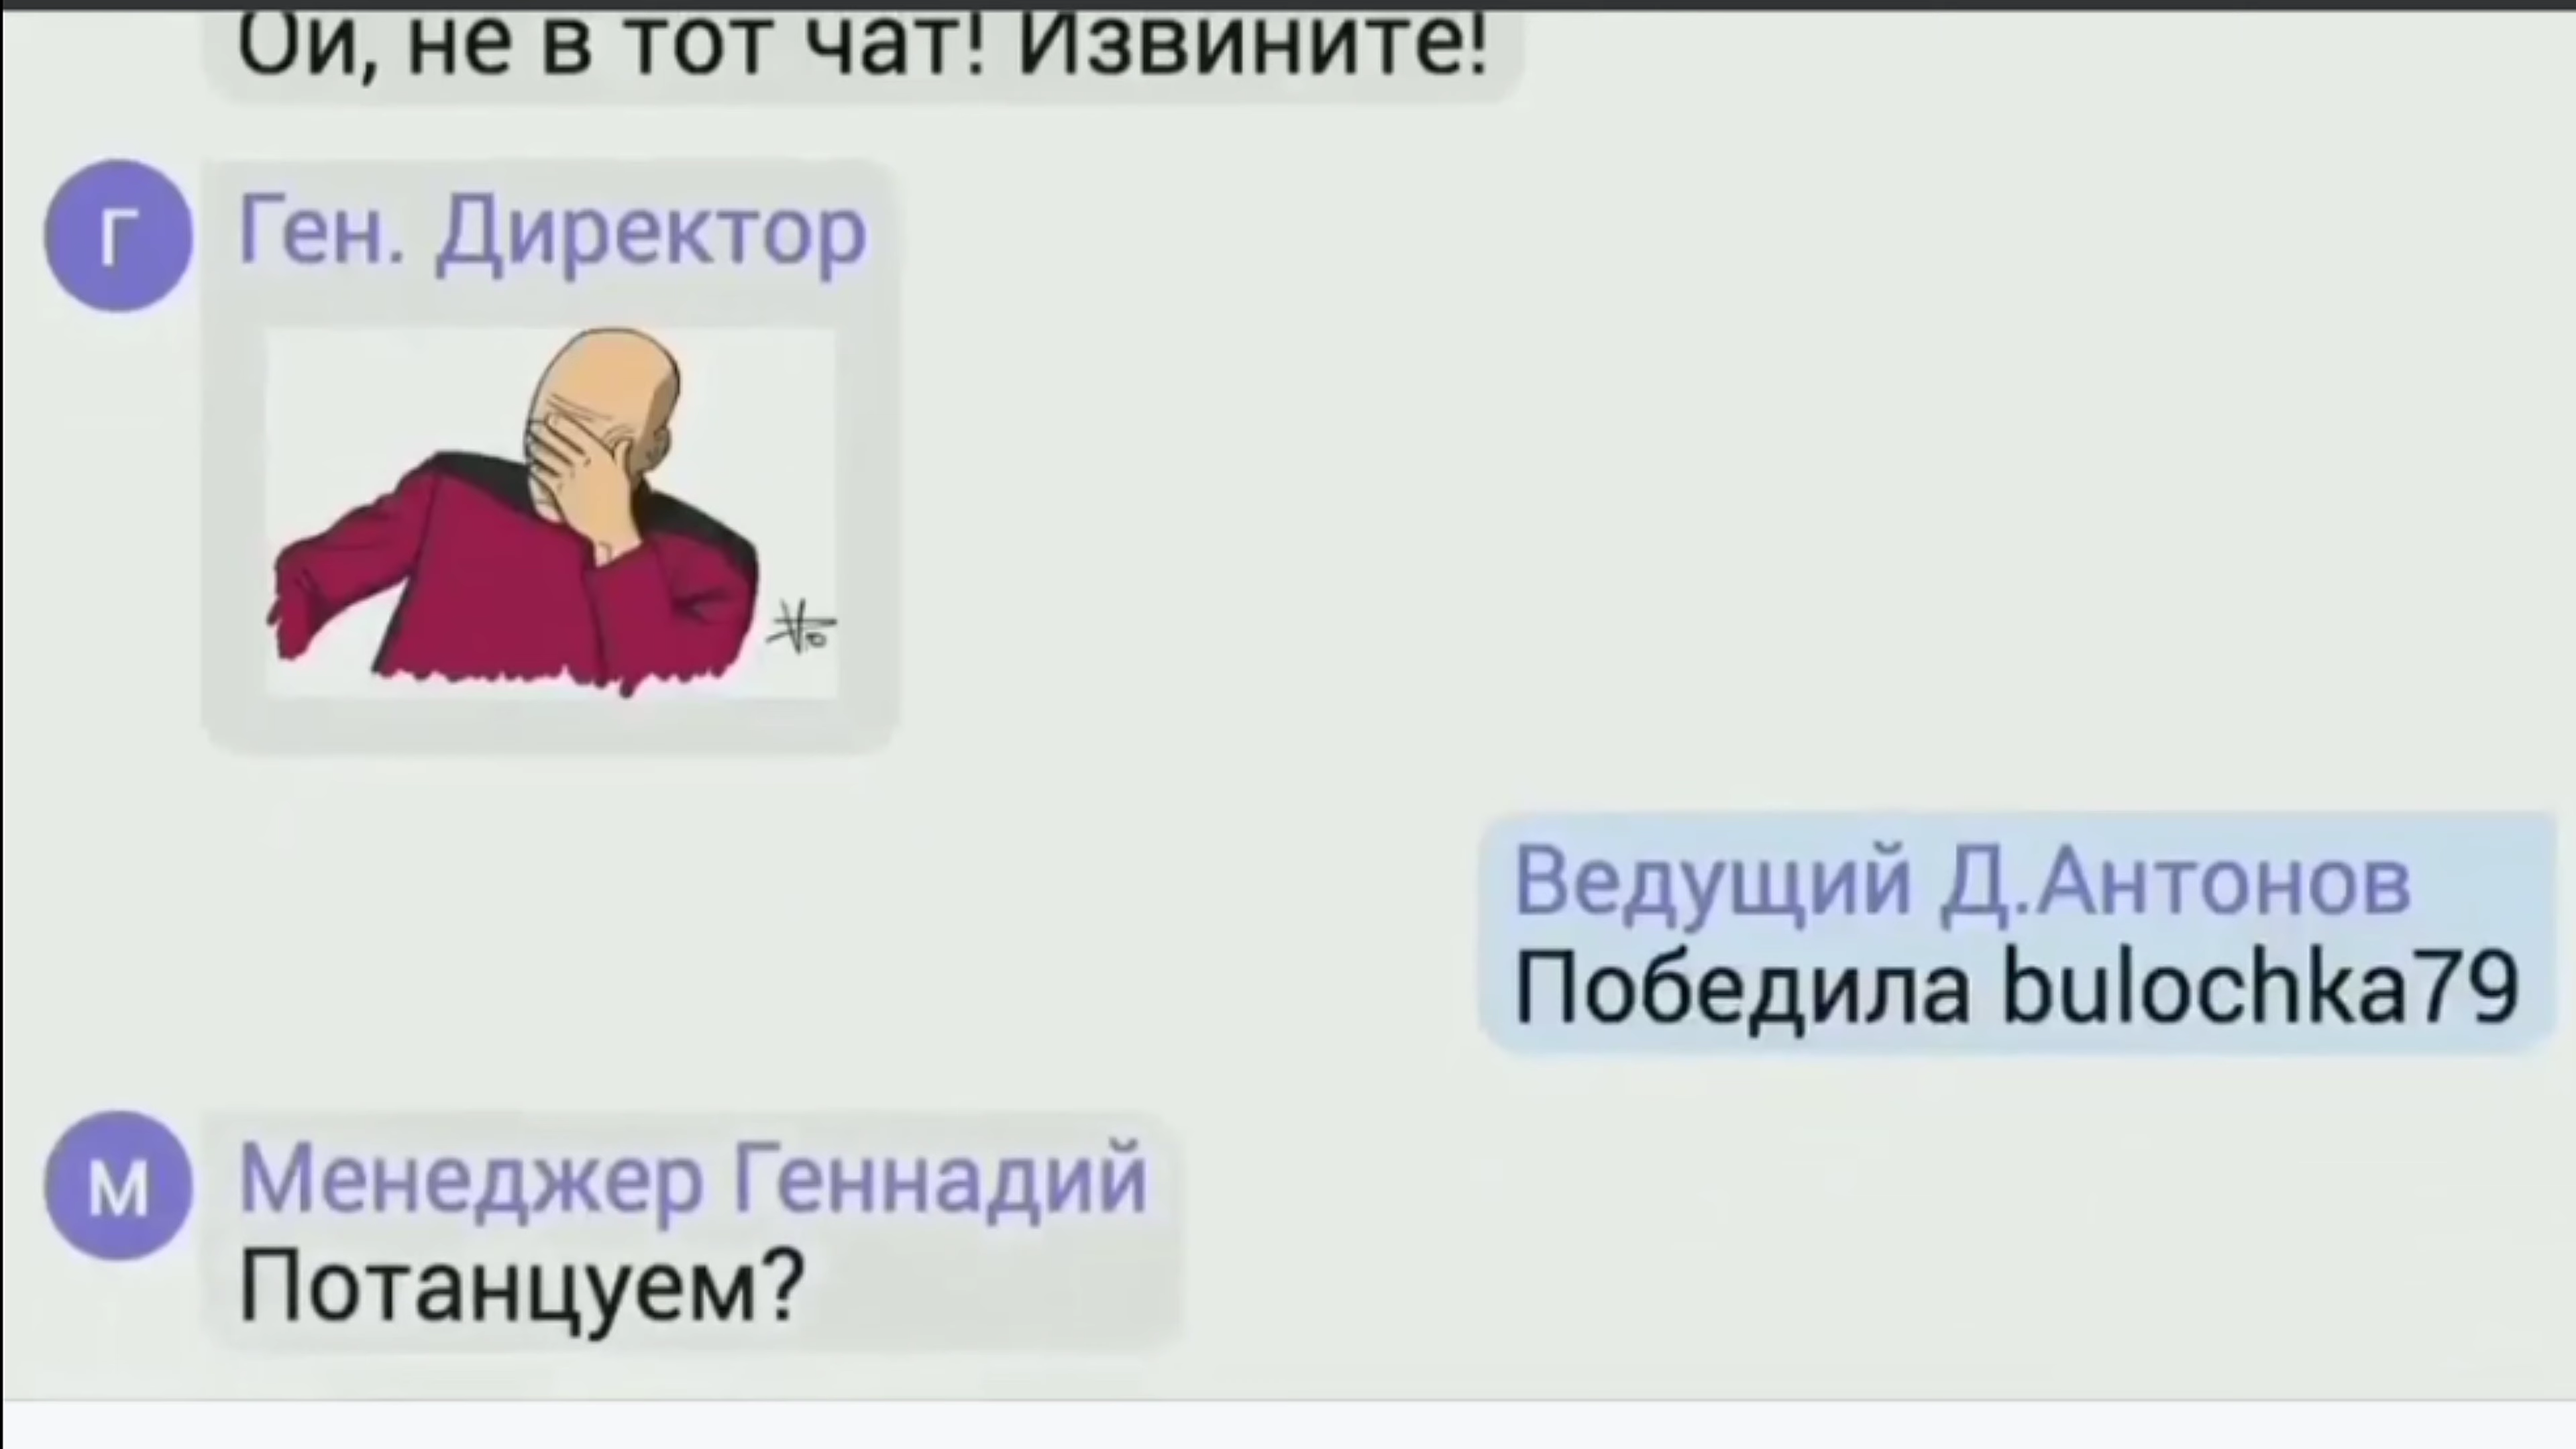 Ой, не в тот чат! Извините!
Г
Ген. Директор
Ведущий Д.Антонов
Победила bulochka79
М
Менеджер Геннадий
Потанцуем?